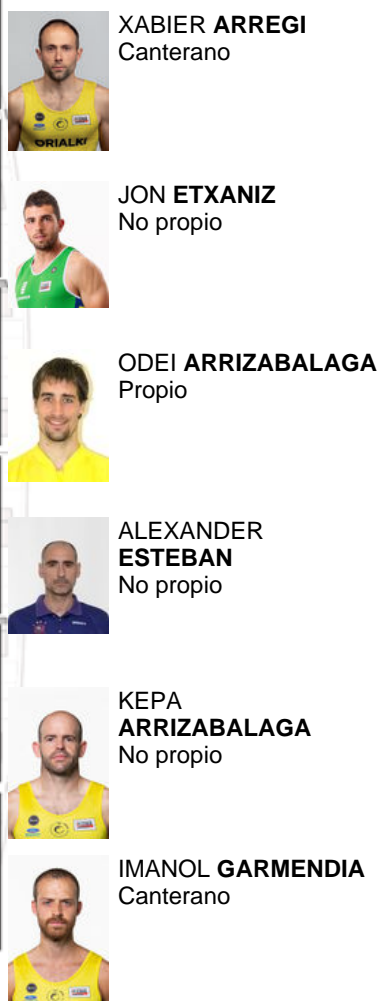 XABIER ARREGI
Canterano
ORIALKI
JON ETXANIZ
No propio
ODEI ARRIZABALAGA
Propio
ALEXANDER
ESTEBAN
No propio
KEPA
ARRIZABALAGA
No propio
IMANOL GARMENDIA
Canterano